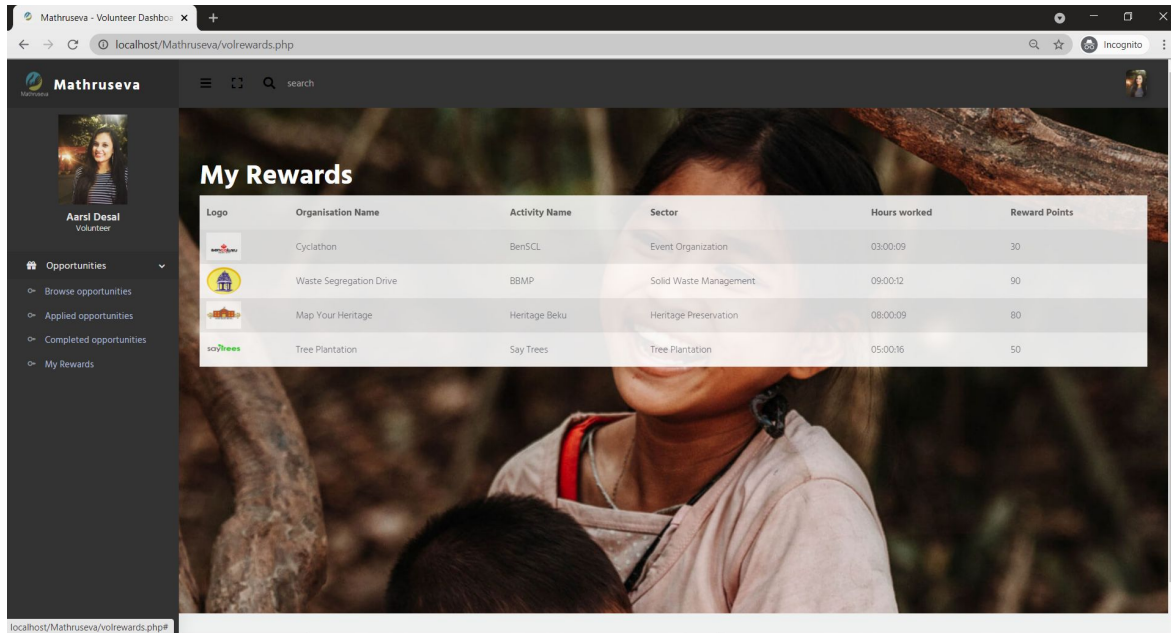 Mathruseva - Volunteer Dashboa
localhost/Mathruseva/volrewards.php
Incognito
Mathruseva
Mathruseva
search
Aarsl Desal
Volunteer
Opportunities
Browse opportunities
Applied opportunities
Completed opportunities
My Rewards
My Rewards
Logo Organisation Name Activity Name Sector Hours worked Reward Points
Cyclathon BenSCL Event Organization 03:00:09 30
Waste Segregation Drive BBMP Solid Waste Management 09:00:12 90
Map Your Heritage Heritage Beku Heritage Preservation 08:00:09 80
sayTrees Tree Plantation Say Trees Tree Plantation 05:00:16 50
localhost/Mathruseva/volrewards.php#